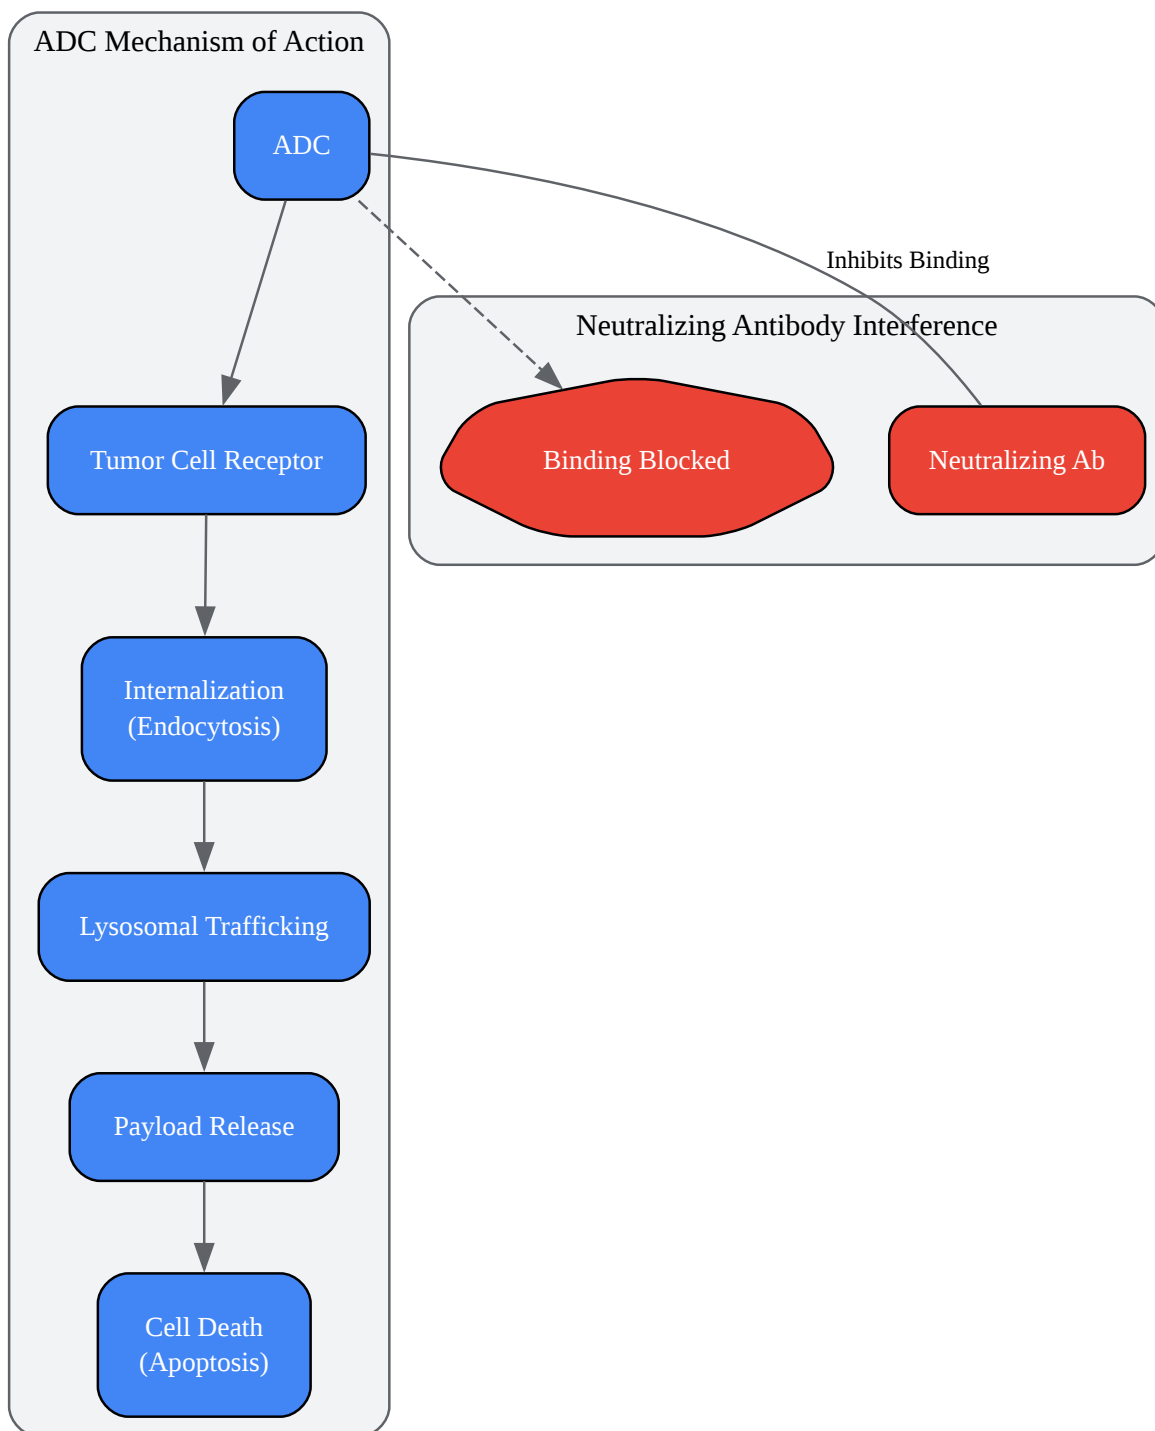 ADC Mechanism of Action
ADC
Inhibits Binding
Neutralizing Antibody Interference
Tumor Cell Receptor
Binding Blocked
Neutralizing Ab
Internalization
(Endocytosis)
Lysosomal Trafficking
Payload Release
Cell Death
(Apoptosis)